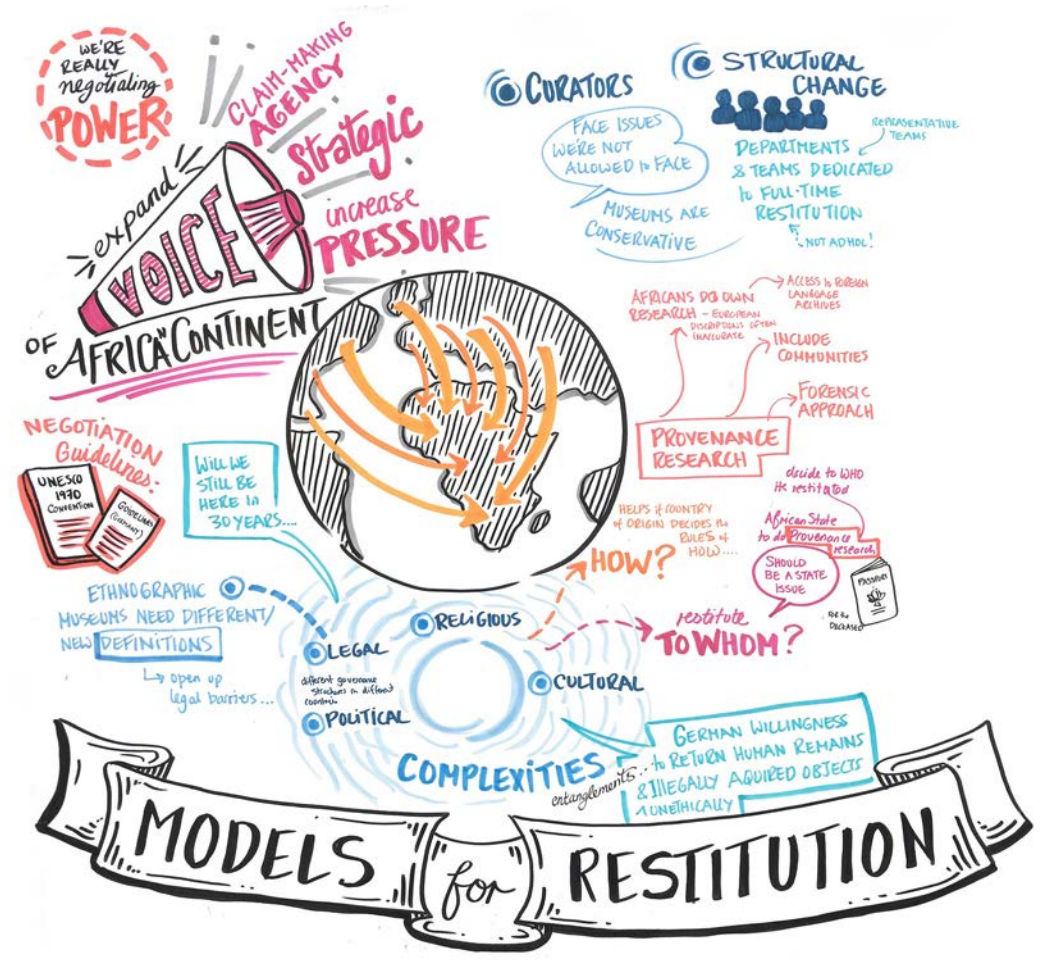 WE'RE
REALLY
negotiating
POWER
CLAIM-MAKING
AGENCY
Strategic
increase
PRESSURE
expand
VOICE
OF AFRICA"CONTINENT
CURATORS
FACE ISSUES
WE'RE NOT
ALLOWED to FACE
MUSEUMS ARE
CONSERVATIVE
STRUCTURAL
CHANGE
REPRESENTATIVE
TEAMS
DEPARTMENTS
& TEAMS DEDICATED
to FULL-TIME
RESTITUTION
NOT AD HOL!
AFRICANS DO OWN
RESEARCH - EUROPEAN
DISCRIPTIONS OFTEN
INACCURATE
ACCESS to FOREIGN
LANGUAGE
ARCHIVES
INCLUDE
COMMUNITIES
FORENSIC
APPROACH
PROVENANCE
RESEARCH
NEGOTIATION
Guidelines:
UNESCO
1970
CONVENTION
GUIDELINES
(GERMANY)
WILL WE
STILL BE
HERE in
30 YEARS....
HELPS if COUNTRY
of ORIGIN DECIDES the
RULES of
HOW....
HOW?
decide to WHO
its restituted
African State
to do Provenance
research
SHOULD
BE A STATE
ISSUE
PASSPORT
FOR the
DECEASED
restitute
TO WHOM?
ETHNOGRAPHIC
MUSEUMS NEED DIFFERENT/
NEW DEFINITIONS
open up
legal barriers...
RELIGIOUS
LEGAL
different governance
structures in different
countries
POLITICAL
CULTURAL
COMPLEXITIES
entanglements...
GERMAN WILLINGNESS
to RETURN HUMAN REMAINS
& ILLEGALLY AQUIRED OBJECTS
UNETHICALLY
MODELS for RESTITUTION